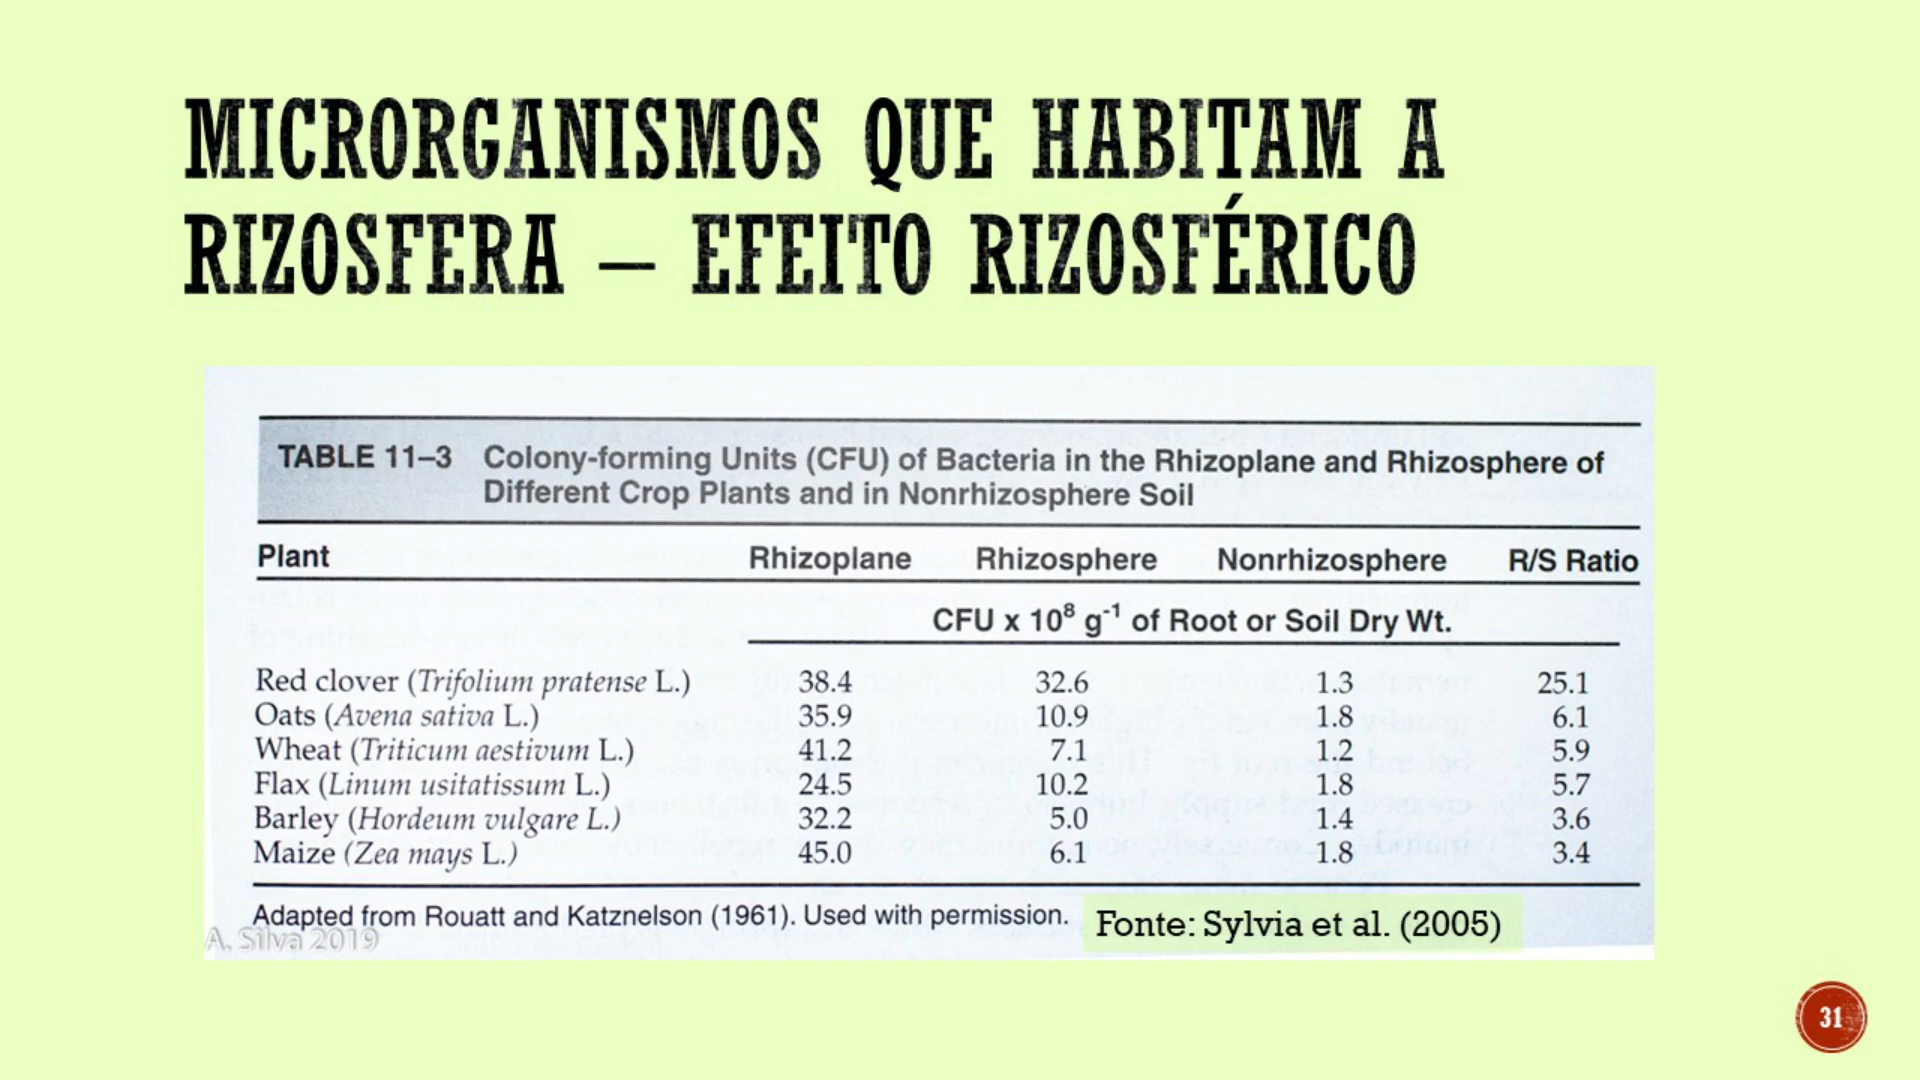 MICRORGANISMOS QUE HABITAM A
RIZOSFERA – EFEITO RIZOSFÉRICO
TABLE 11–3 Colony-forming Units (CFU) of Bacteria in the Rhizoplane and Rhizosphere of
Different Crop Plants and in Nonrhizosphere Soil
Plant Rhizoplane Rhizosphere Nonrhizosphere R/S Ratio
CFU x 10⁸ g⁻¹ of Root or Soil Dry Wt.
Red clover (Trifolium pratense L.) 38.4 32.6 1.3 25.1
Oats (Avena sativa L.) 35.9 10.9 1.8 6.1
Wheat (Triticum aestivum L.) 41.2 7.1 1.2 5.9
Flax (Linum usitatissum L.) 24.5 10.2 1.8 5.7
Barley (Hordeum vulgare L.) 32.2 5.0 1.4 3.6
Maize (Zea mays L.) 45.0 6.1 1.8 3.4
Adapted from Rouatt and Katznelson (1961). Used with permission.
Fonte: Sylvia et al. (2005)
A. Silva 2019
31